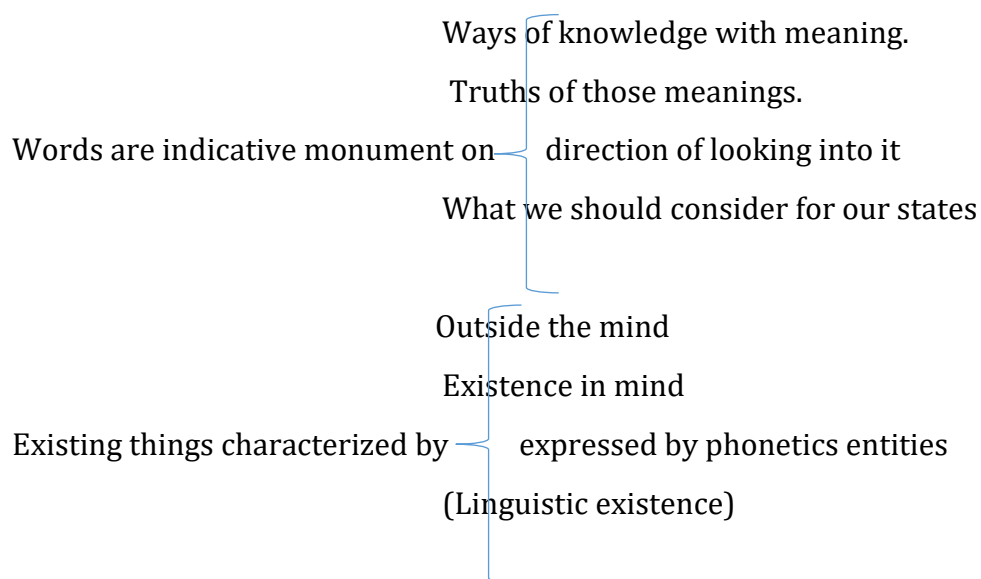 Ways of knowledge with meaning.
Truths of those meanings.
Words are indicative monument on direction of looking into it
What we should consider for our states
Outside the mind
Existence in mind
Existing things characterized by expressed by phonetics entities
(Linguistic existence)